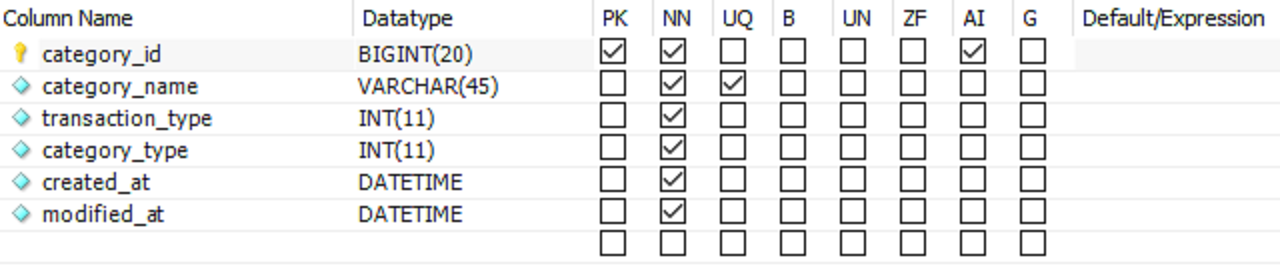 Column Name Datatype PK NN UQ B UN ZF AI G Default/Expression
category_id BIGINT(20)
category_name VARCHAR(45)
transaction_type INT(11)
category_type INT(11)
created_at DATETIME
modified_at DATETIME